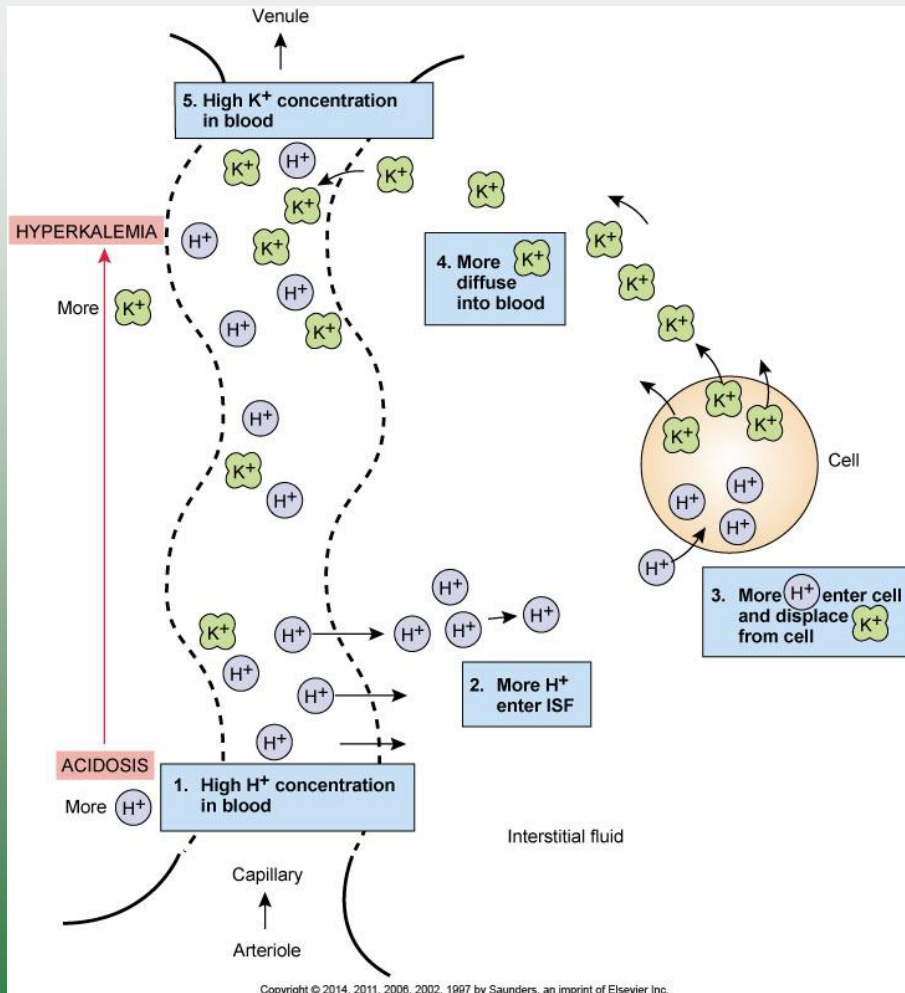 Venule
5. High K+ concentration
in blood
K+
H+
K+
K+
K+
K+
HYPERKALEMIA
H+
K+
4. More K+
diffuse
into blood
K+
K+
K+
More K+
H+
H+
K+
K+
K+
K+
H+
Cell
K+
H+
H+
H+
H+
H+
3. More H+ enter cell
and displace K+
from cell
H+
K+
H+
H+
H+
H+
H+
2. More H+
enter ISF
H+
H+
ACIDOSIS
More H+
1. High H+ concentration
in blood
Interstitial fluid
Capillary
Arteriole
Copyright © 2014, 2011, 2006, 2002, 1997 by Saunders, an imprint of Elsevier Inc.